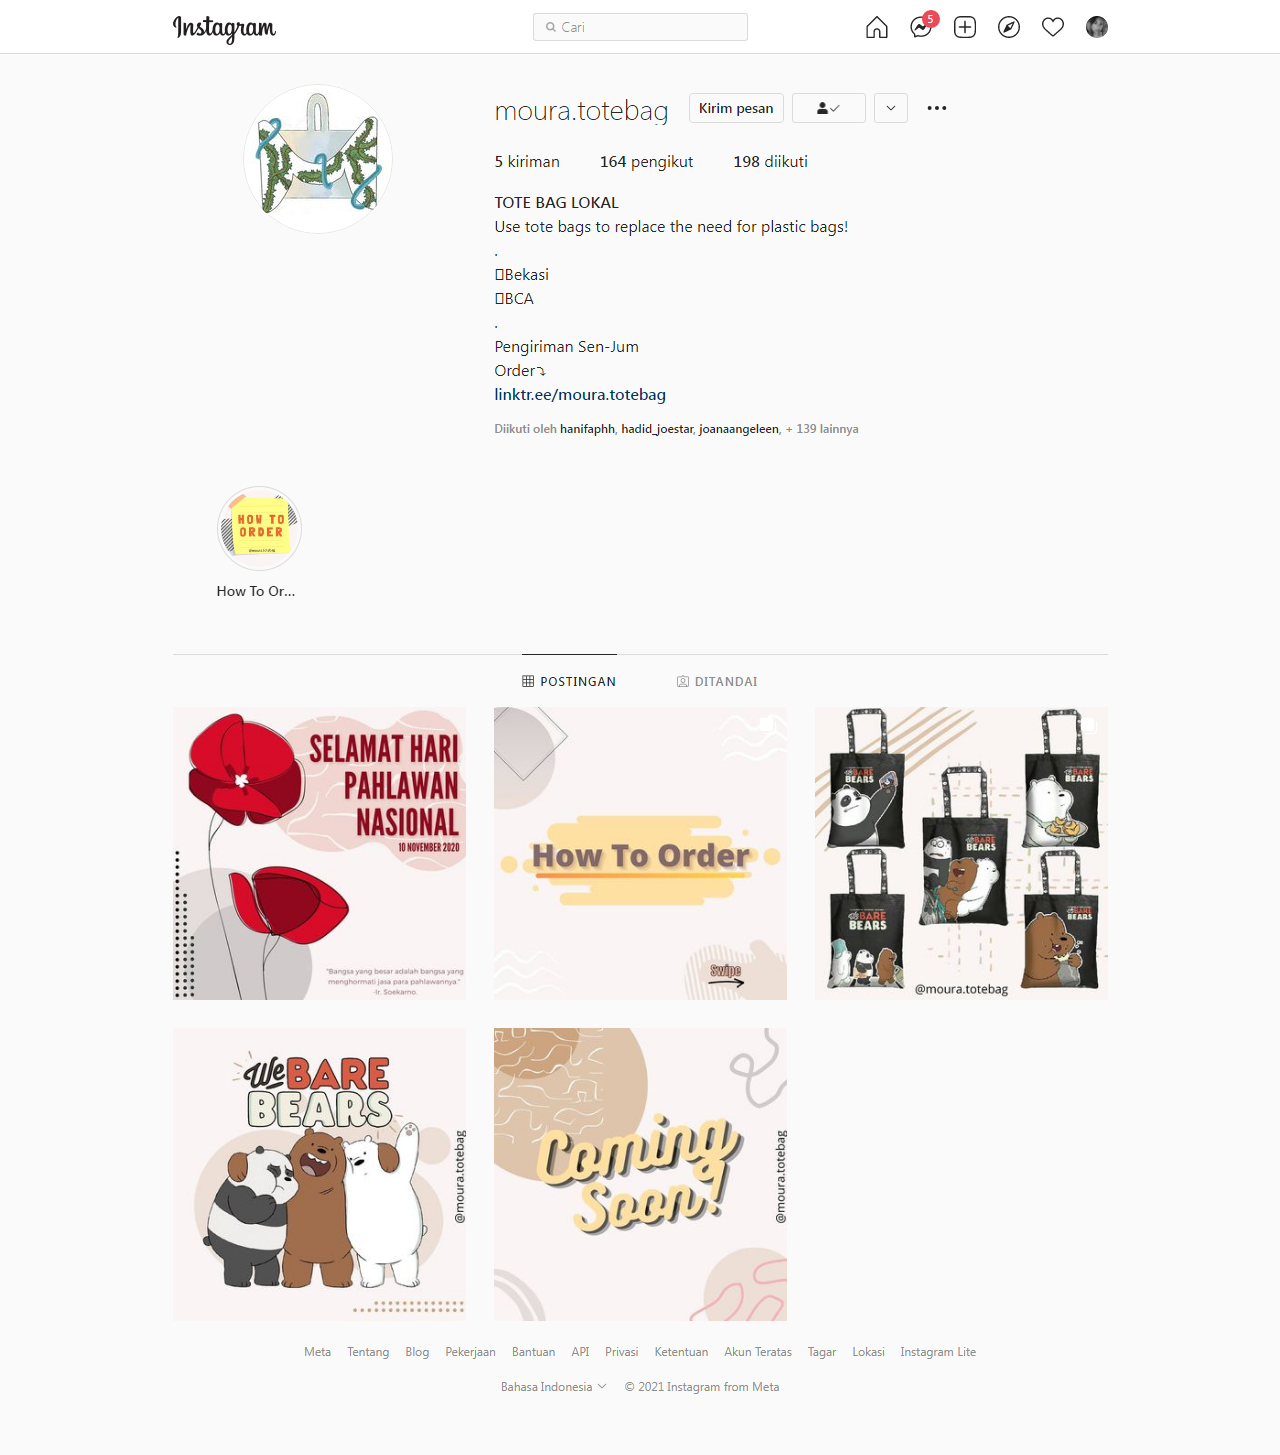 Instagram
Cari
5
moura.totebag
Kirim pesan
5 kiriman 164 pengikut 198 diikuti
TOTE BAG LOKAL
Use tote bags to replace the need for plastic bags!
.
Bekasi
BCA
.
Pengiriman Sen-Jum
Order⤵
linktr.ee/moura.totebag
Diikuti oleh hanifaphh, hadid_joestar, joanaangeleen, + 139 lainnya
HOW TO
ORDER
How To Or...
POSTINGAN DITANDAI
SELAMAT HARI
PAHLAWAN
NASIONAL
10 NOVEMBER 2020
"Bangsa yang besar adalah bangsa yang
menghormati jasa para pahlawannya."
-Ir. Soekarno.
How To Order
Swipe
We BARE
BEARS
We BARE
BEARS
We BARE
BEARS
We BARE
BEARS
We BARE
BEARS
@moura.totebag
We BARE
BEARS
@moura.totebag
Coming
Soon!
@moura.totebag
Meta Tentang Blog Pekerjaan Bantuan API Privasi Ketentuan Akun Teratas Tagar Lokasi Instagram Lite
Bahasa Indonesia © 2021 Instagram from Meta